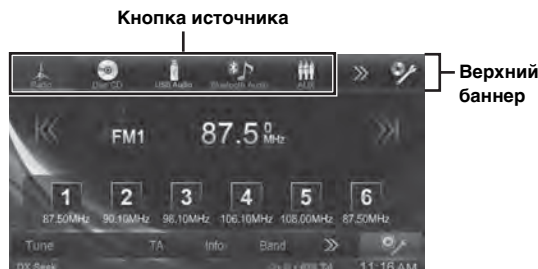 Кнопка источника
Radio Disc CD USB Audio Bluetooth Audio AUX
Верхний
баннер
FM1 87.50 MHz
1 2 3 4 5 6
87.50MHz 90.10MHz 98.10MHz 106.10MHz 108.00MHz 87.50MHz
Tune TA Info Band
DX Seek 11:16 AM